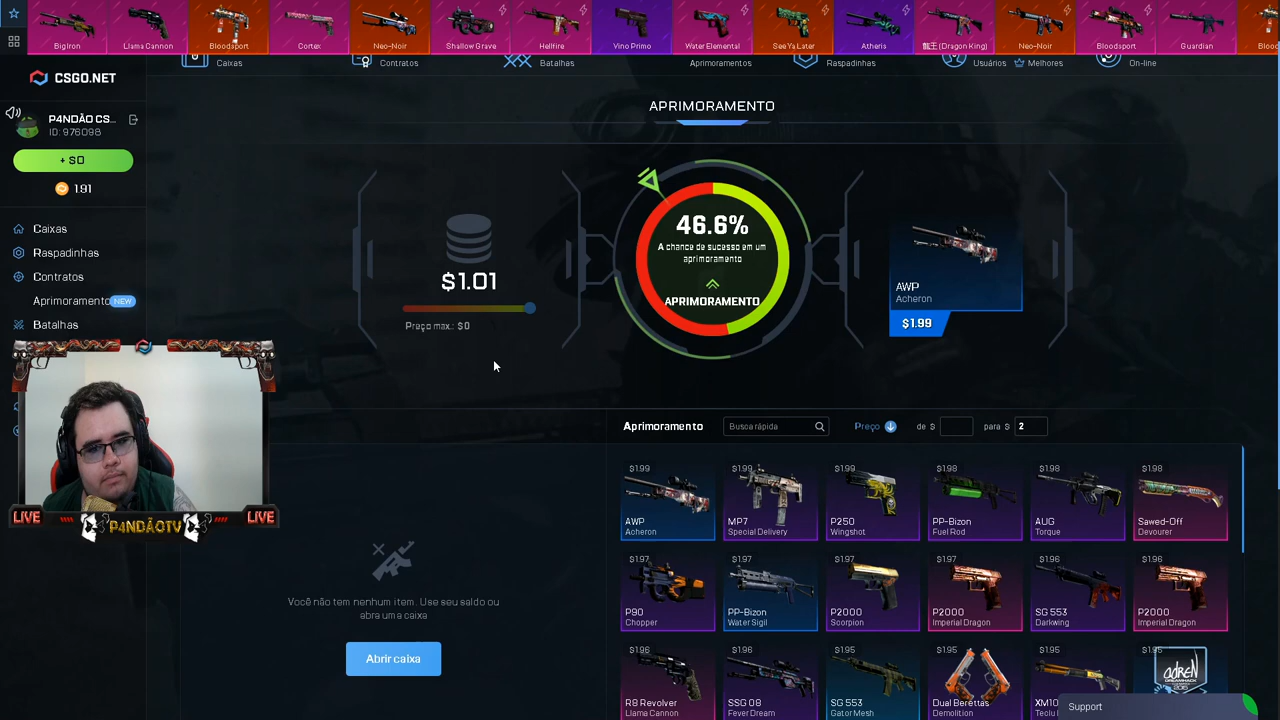 Big Iron
Llama Cannon
Bloodsport
Cortex
Neo-Noir
Shallow Grave
Hellfire
Vino Primo
Water Elemental
See Ya Later
Atheris
龍王 (Dragon King)
Neo-Noir
Bloodsport
Guardian
Blood
CSGO.NET
Caixas
Contratos
Batalhas
Aprimoramentos
Raspadinhas
Usuários
Melhores
On-line
P4NDÃO CS...
ID: 976098
+ $0
1.91
Caixas
Raspadinhas
Contratos
Aprimoramento NEW
Batalhas
APRIMORAMENTO
$1.01
Preço max.: $0
46.6%
A chance de sucesso em um
aprimoramento
APRIMORAMENTO
AWP
Acheron
$1.99
LIVE
P4NDÃOTV
LIVE
Você não tem nenhum item. Use seu saldo ou
abra uma caixa
Abrir caixa
Aprimoramento
Busca rápida
Preço
de $
para $ 2
$1.99
AWP
Acheron
$1.99
MP7
Special Delivery
$1.99
P250
Wingshot
$1.98
PP-Bizon
Fuel Rod
$1.98
AUG
Torque
$1.98
Sawed-Off
Devourer
$1.97
P90
Chopper
$1.97
PP-Bizon
Water Sigil
$1.97
P2000
Scorpion
$1.97
P2000
Imperial Dragon
$1.96
SG 553
Darkwing
$1.96
P2000
Imperial Dragon
$1.96
R8 Revolver
Llama Cannon
$1.96
SSG 08
Fever Dream
$1.95
SG 553
Gator Mesh
$1.95
Dual Berettas
Demolition
$1.95
XM10
Teclu
$1.95
adreN
Support